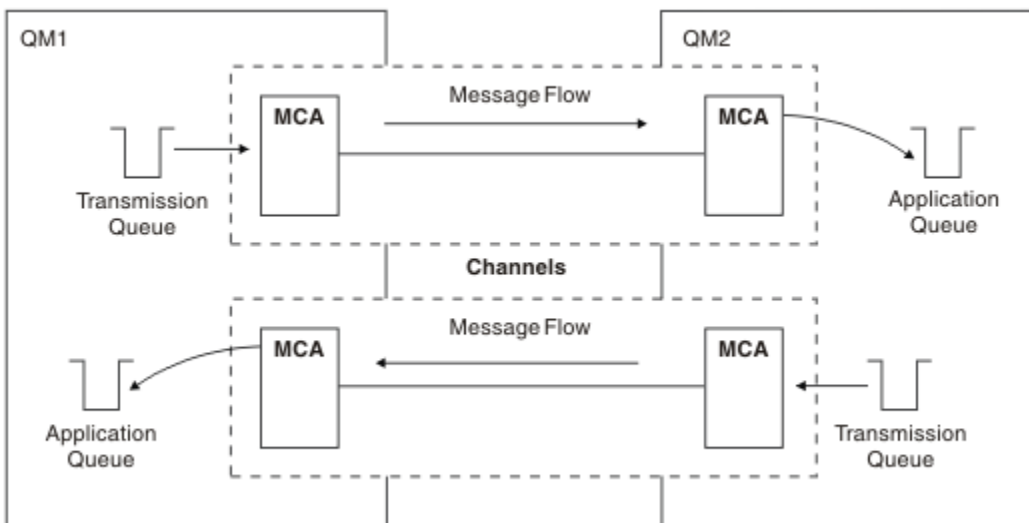 QM1
QM2
Message Flow
MCA
MCA
Transmission
Queue
Application
Queue
Channels
Message Flow
MCA
MCA
Application
Queue
Transmission
Queue